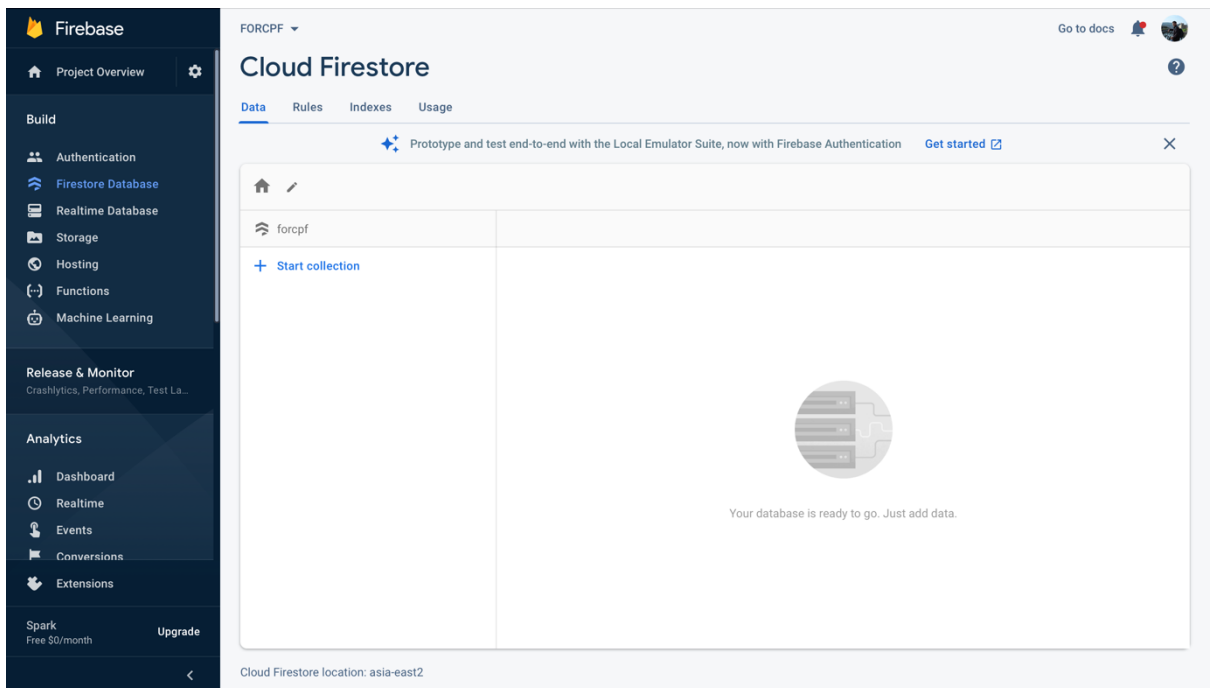 Firebase
Project Overview
Build
Authentication
Firestore Database
Realtime Database
Storage
Hosting
Functions
Machine Learning
Release & Monitor
Crashlytics, Performance, Test La...
Analytics
Dashboard
Realtime
Events
Conversions
Extensions
Spark
Free $0/month
Upgrade
FORCPF
Go to docs
Cloud Firestore
Data Rules Indexes Usage
Prototype and test end-to-end with the Local Emulator Suite, now with Firebase Authentication Get started
forcpf
+ Start collection
Your database is ready to go. Just add data.
Cloud Firestore location: asia-east2